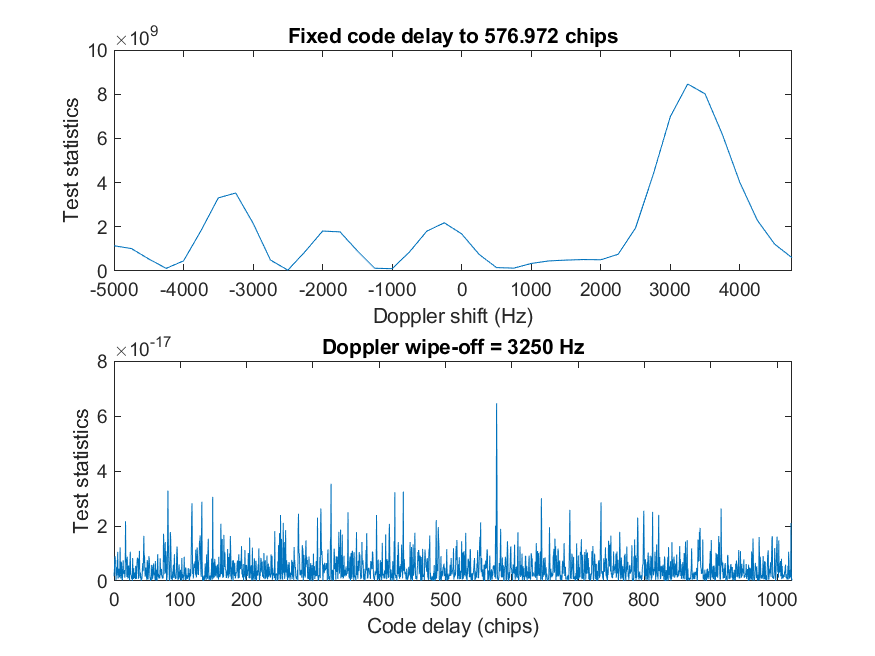 ×10^9
Fixed code delay to 576.972 chips
10
8
6
4
2
0
Test statistics
-5000 -4000 -3000 -2000 -1000 0 1000 2000 3000 4000
Doppler shift (Hz)
×10^-17
Doppler wipe-off = 3250 Hz
8
6
4
2
0
Test statistics
0 100 200 300 400 500 600 700 800 900 1000
Code delay (chips)